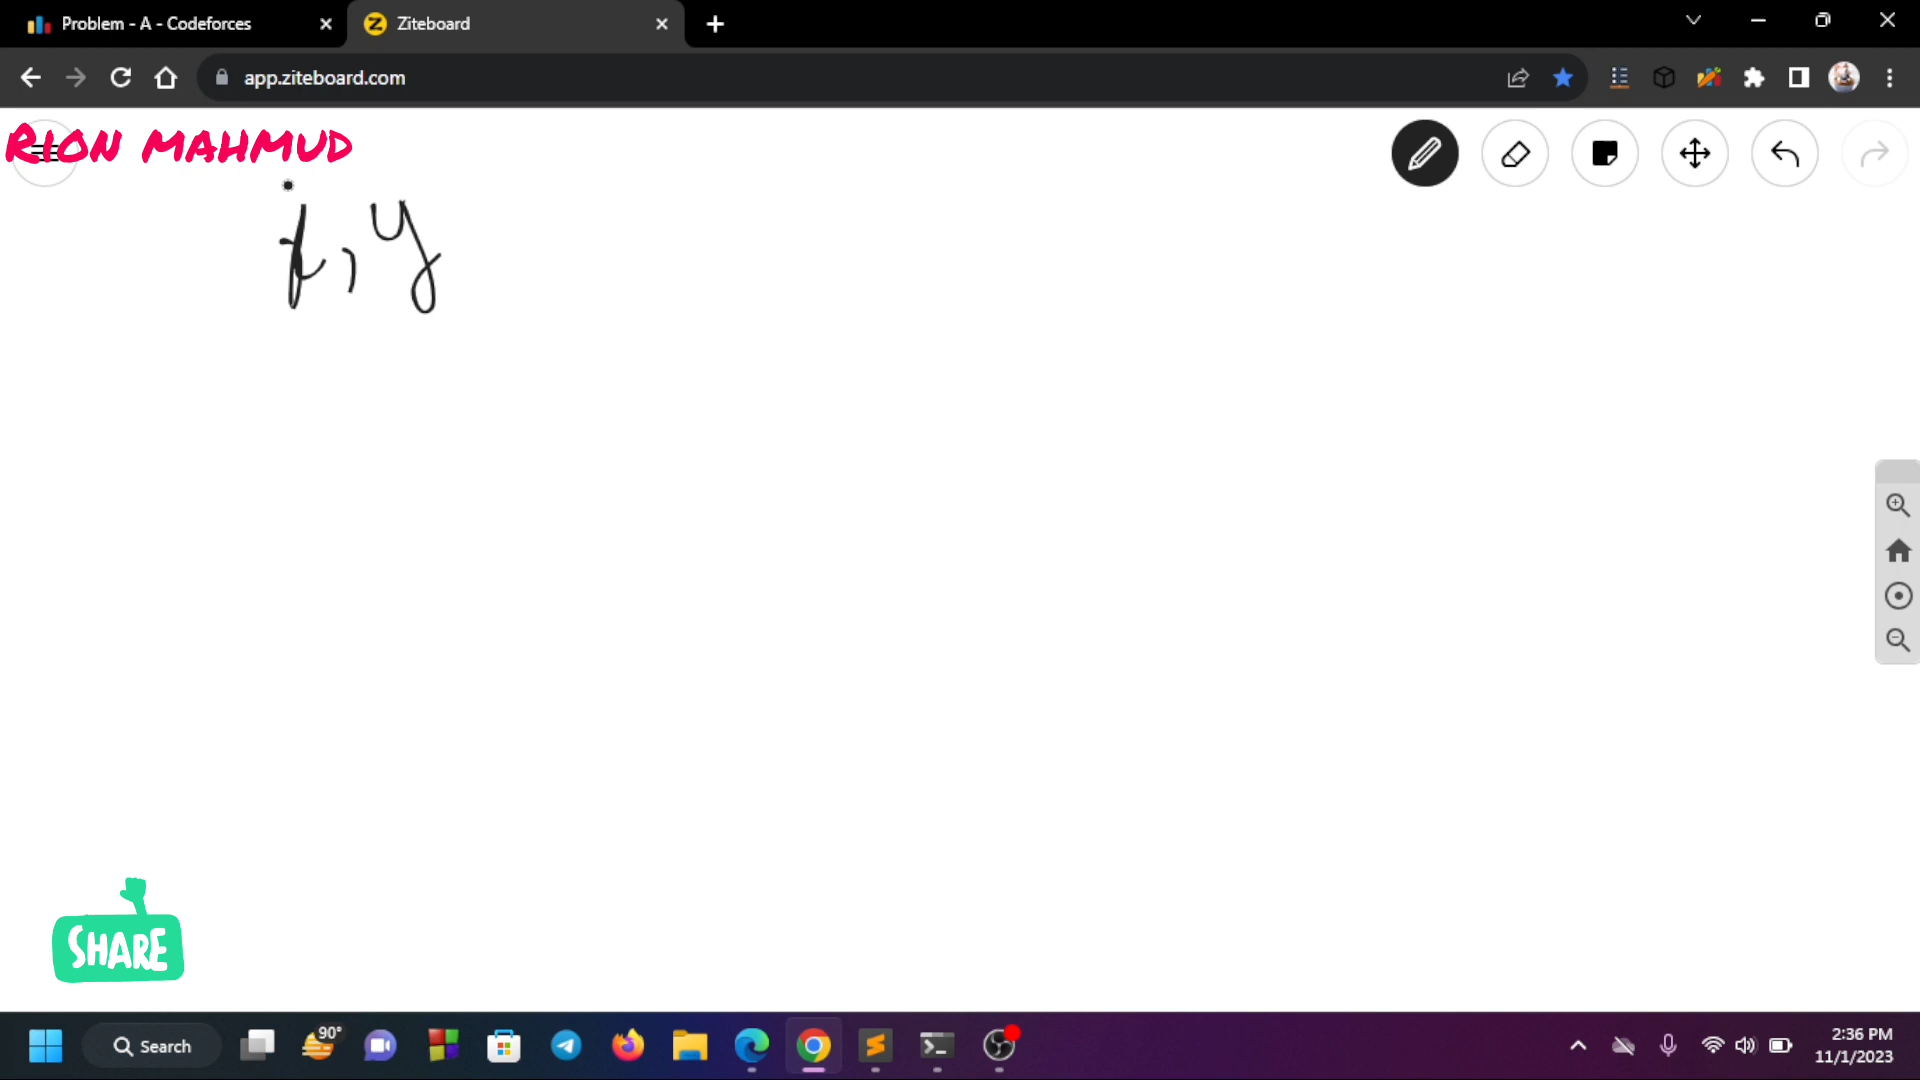 Problem - A - Codeforces
Ziteboard
app.ziteboard.com
RION MAHMUD
x, y
SHARE
Search
90°
2:36 PM
11/1/2023